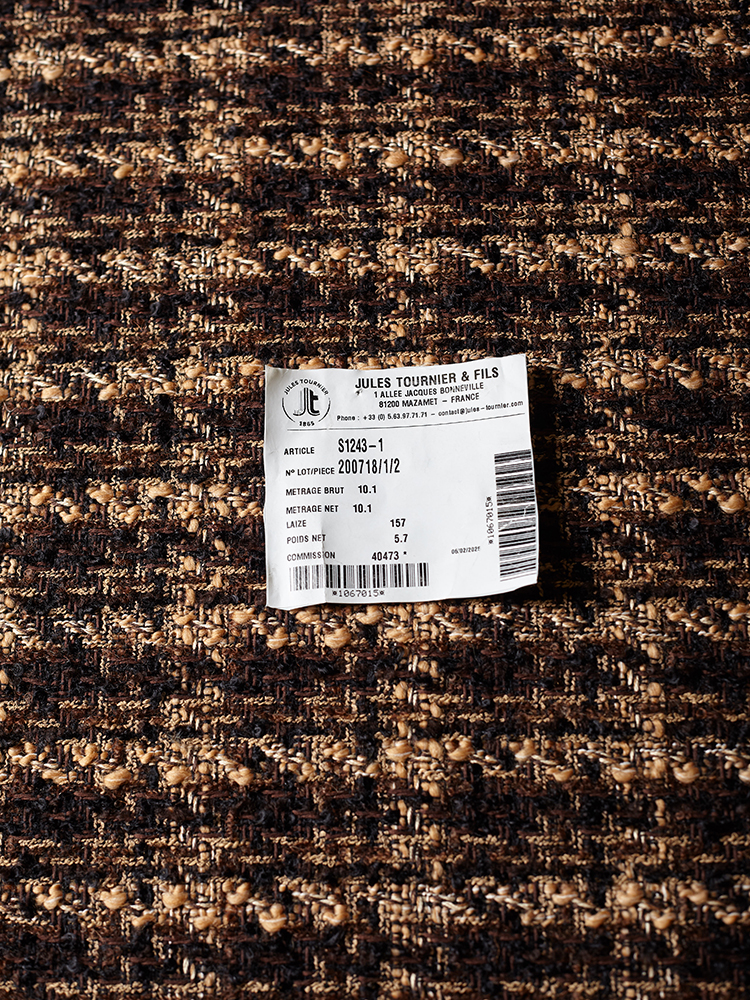 JULES TOURNIER
Jt
1865
JULES TOURNIER & FILS
1 ALLEE JACQUES BONNEVILLE
81200 MAZAMET - FRANCE
Phone : +33 (0) 5.63.97.71.71 - contact@jules-tournier.com
ARTICLE S1243-1
N° LOT/PIECE 200718/1/2
METRAGE BRUT 10.1
METRAGE NET 10.1
LAIZE 157
POIDS NET 5.7
COMMISSION 40473 *
*1067015*
*1067015*